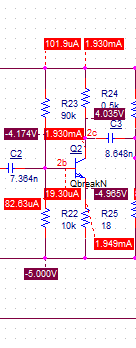 101.9uA 1.930mA
R24
R23
0.5k
90k
4.035V
C3
-4.174V
1.930mA
2c
Q2
8.648n
C2
2b
7.364n
QbreakN
19.30uA
-4.965V
82.63uA
R22
R25
10k
18
1.949mA
-5.000V